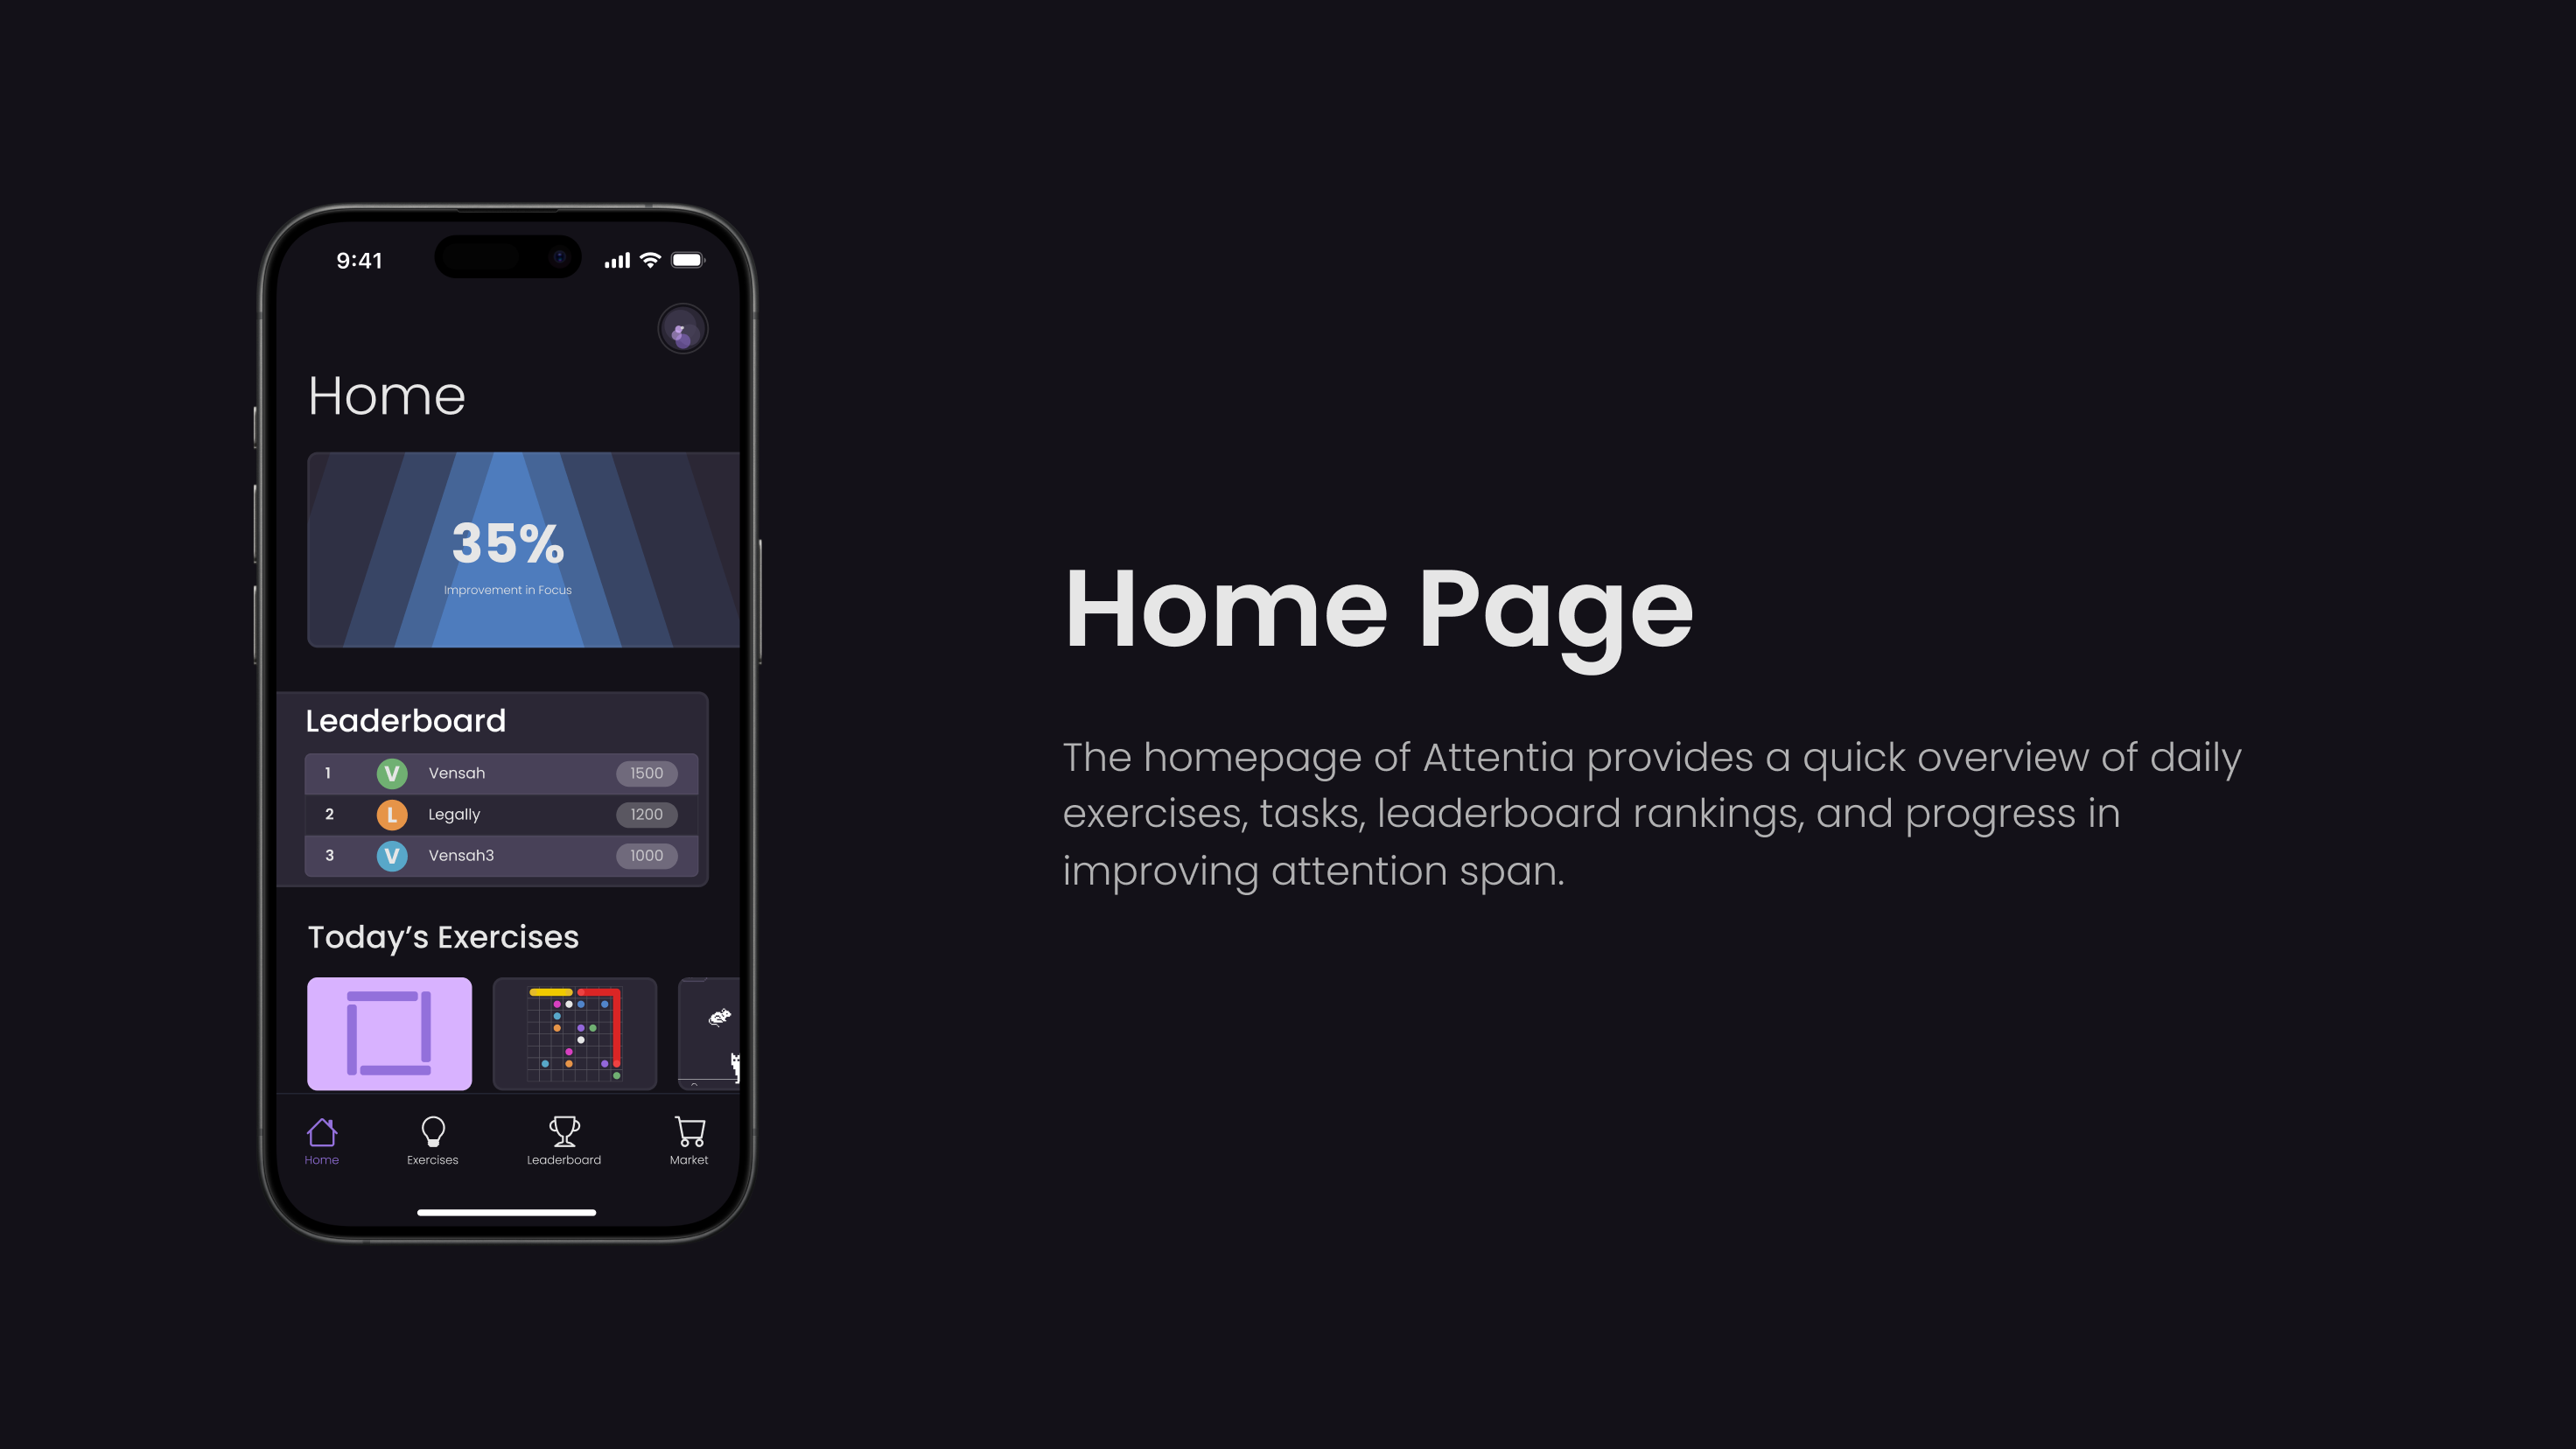 9:41
Home
35%
Improvement in Focus
Leaderboard
1 V Vensah 1500
2 L Legally 1200
3 V Vensah3 1000
Today’s Exercises
Home Exercises Leaderboard Market
Home Page
The homepage of Attentia provides a quick overview of daily
exercises, tasks, leaderboard rankings, and progress in
improving attention span.